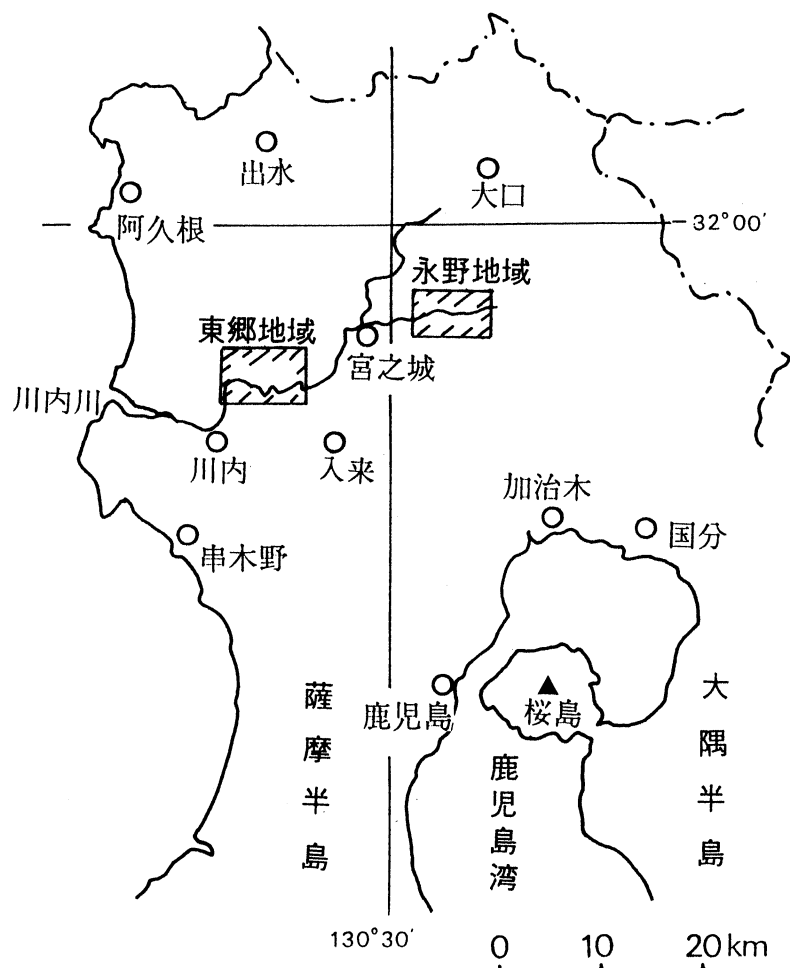 出水
大口
阿久根
32°00′
永野地域
東郷地域
宮之城
川内川
川内
入来
加治木
国分
串木野
鹿児島
桜島
薩摩半島
鹿児島湾
大隅半島
130°30′
0 10 20km